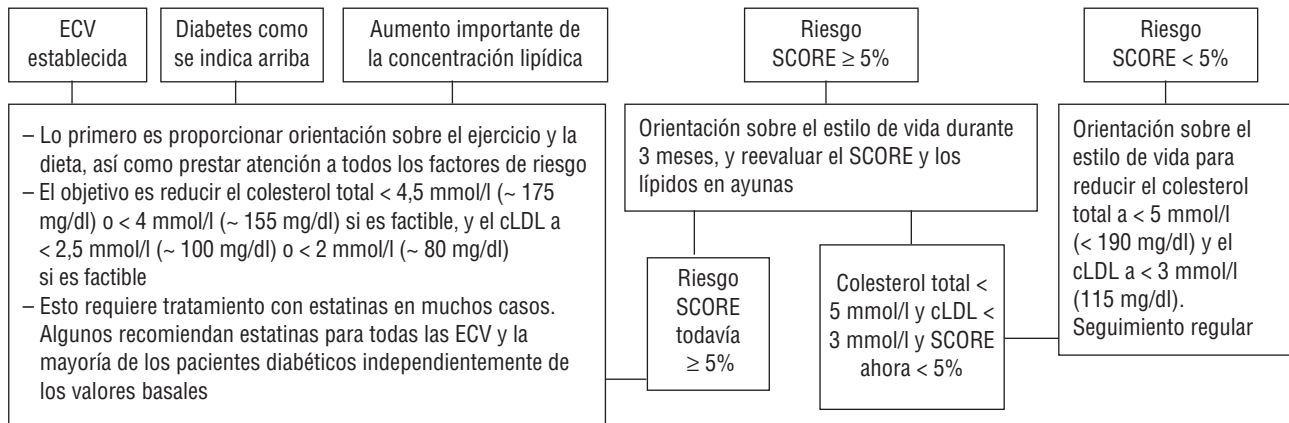 ECV
establecida
Diabetes como
se indica arriba
Aumento importante de
la concentración lipídica
Riesgo
SCORE ≥ 5%
Riesgo
SCORE < 5%
– Lo primero es proporcionar orientación sobre el ejercicio y la
dieta, así como prestar atención a todos los factores de riesgo
– El objetivo es reducir el colesterol total < 4,5 mmol/l (~ 175
mg/dl) o < 4 mmol/l (~ 155 mg/dl) si es factible, y el cLDL a
< 2,5 mmol/l (~ 100 mg/dl) o < 2 mmol/l (~ 80 mg/dl)
si es factible
– Esto requiere tratamiento con estatinas en muchos casos.
Algunos recomiendan estatinas para todas las ECV y la
mayoría de los pacientes diabéticos independientemente de
los valores basales
Orientación sobre el estilo de vida durante
3 meses, y reevaluar el SCORE y los
lípidos en ayunas
Riesgo
SCORE
todavía
≥ 5%
Colesterol total <
5 mmol/l y cLDL <
3 mmol/l y SCORE
ahora < 5%
Orientación sobre el
estilo de vida para
reducir el colesterol
total a < 5 mmol/l
(< 190 mg/dl) y el
cLDL a < 3 mmol/l
(115 mg/dl).
Seguimiento regular